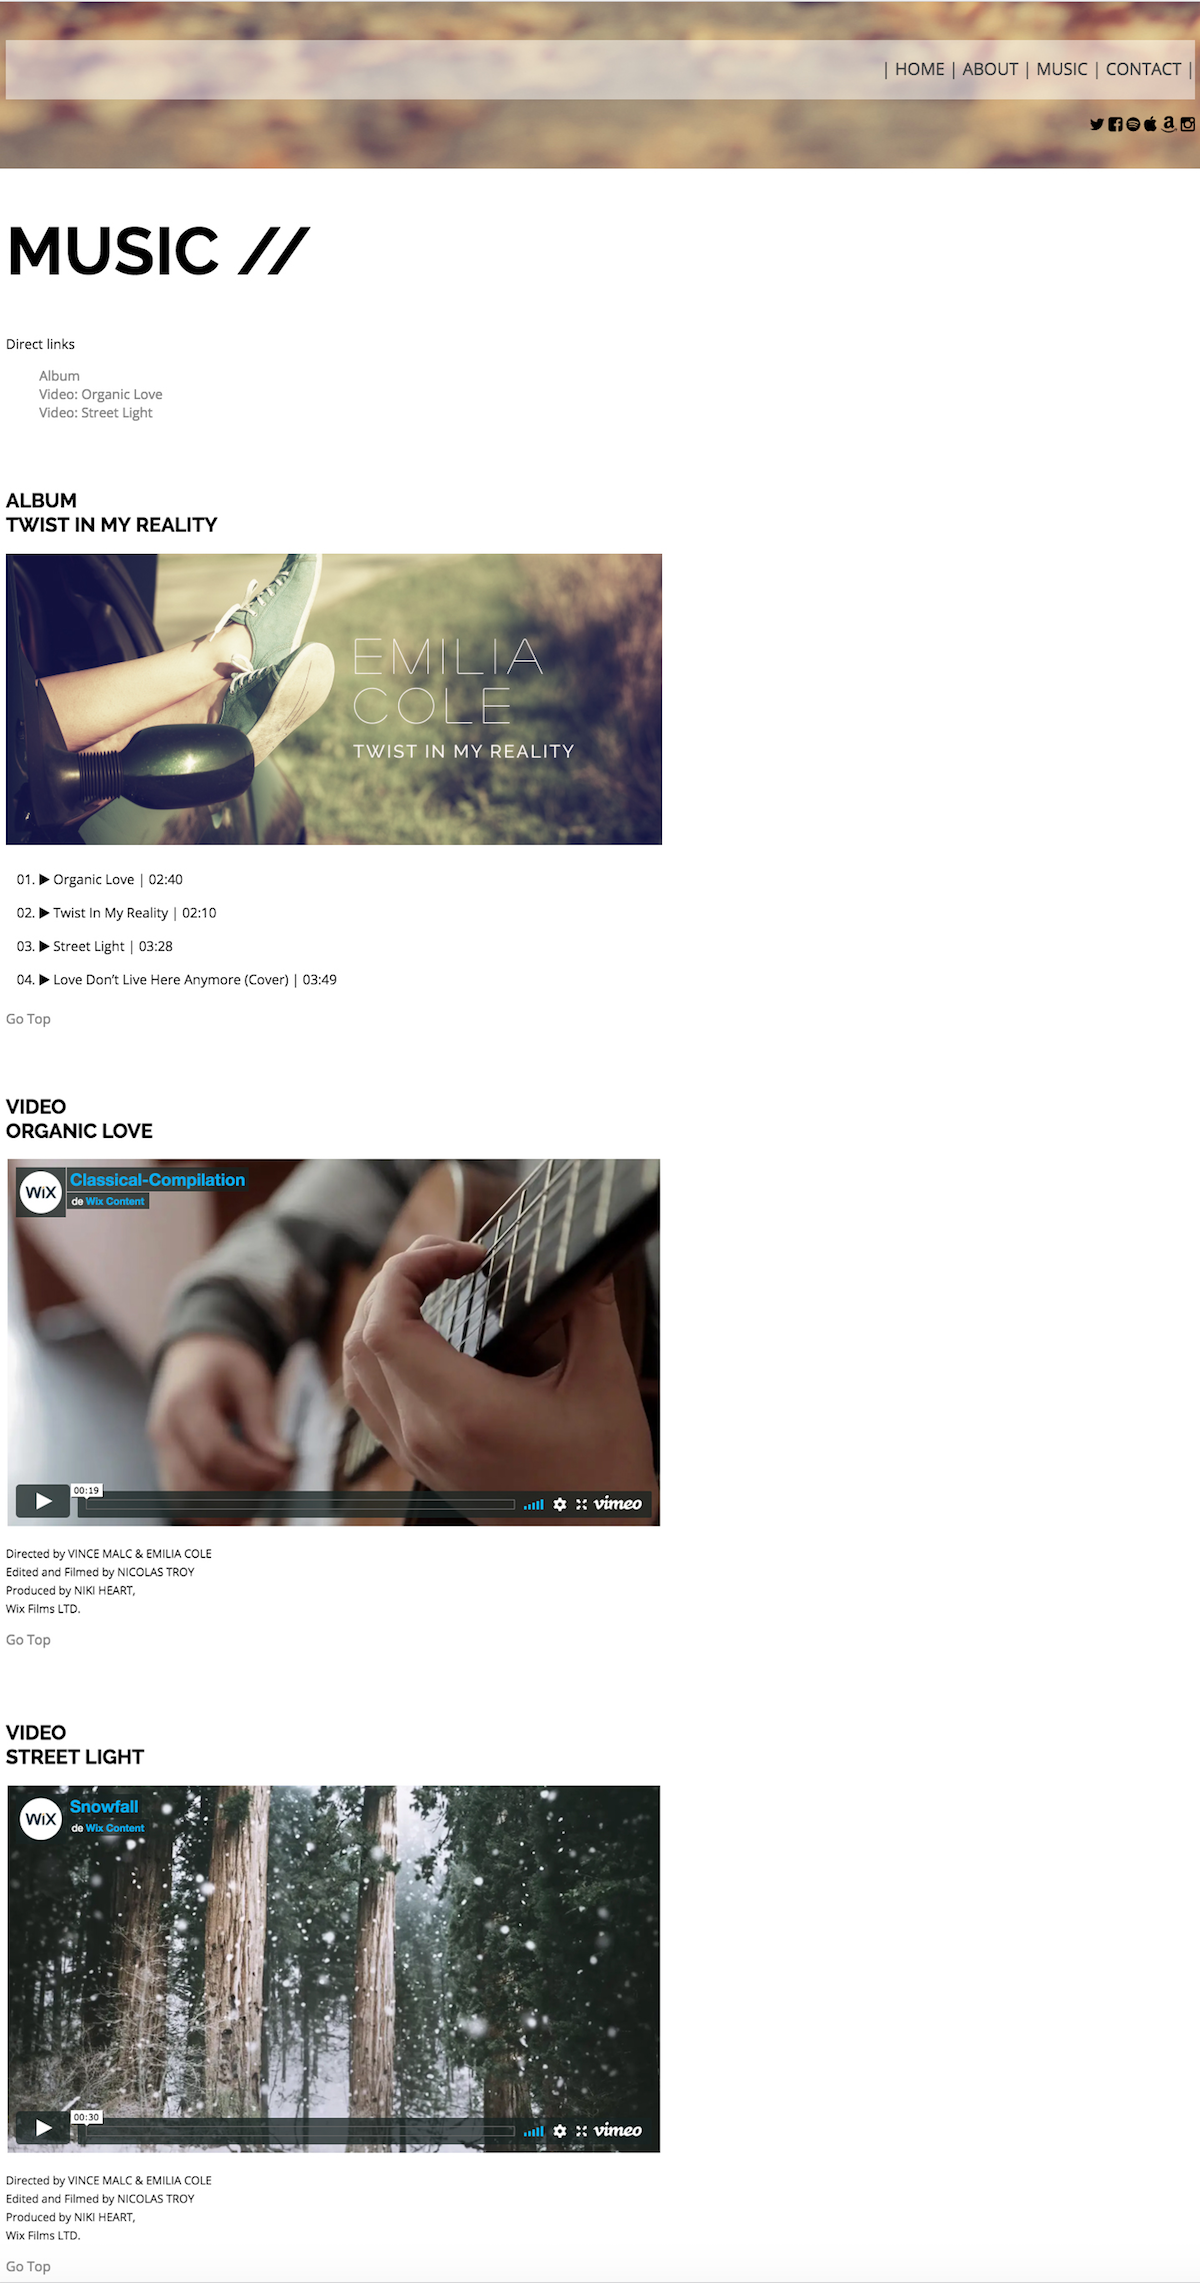 | HOME | ABOUT | MUSIC | CONTACT |
MUSIC //
Direct links
Album
Video: Organic Love
Video: Street Light
ALBUM
TWIST IN MY REALITY
EMILIA
COLE
TWIST IN MY REALITY
01. ▶ Organic Love | 02:40
02. ▶ Twist In My Reality | 02:10
03. ▶ Street Light | 03:28
04. ▶ Love Don’t Live Here Anymore (Cover) | 03:49
Go Top
VIDEO
ORGANIC LOVE
WiX
Classical-Compilation
de Wix Content
00:19
vimeo
Directed by VINCE MALC & EMILIA COLE
Edited and Filmed by NICOLAS TROY
Produced by NIKI HEART,
Wix Films LTD.
Go Top
VIDEO
STREET LIGHT
WiX
Snowfall
de Wix Content
00:30
vimeo
Directed by VINCE MALC & EMILIA COLE
Edited and Filmed by NICOLAS TROY
Produced by NIKI HEART,
Wix Films LTD.
Go Top